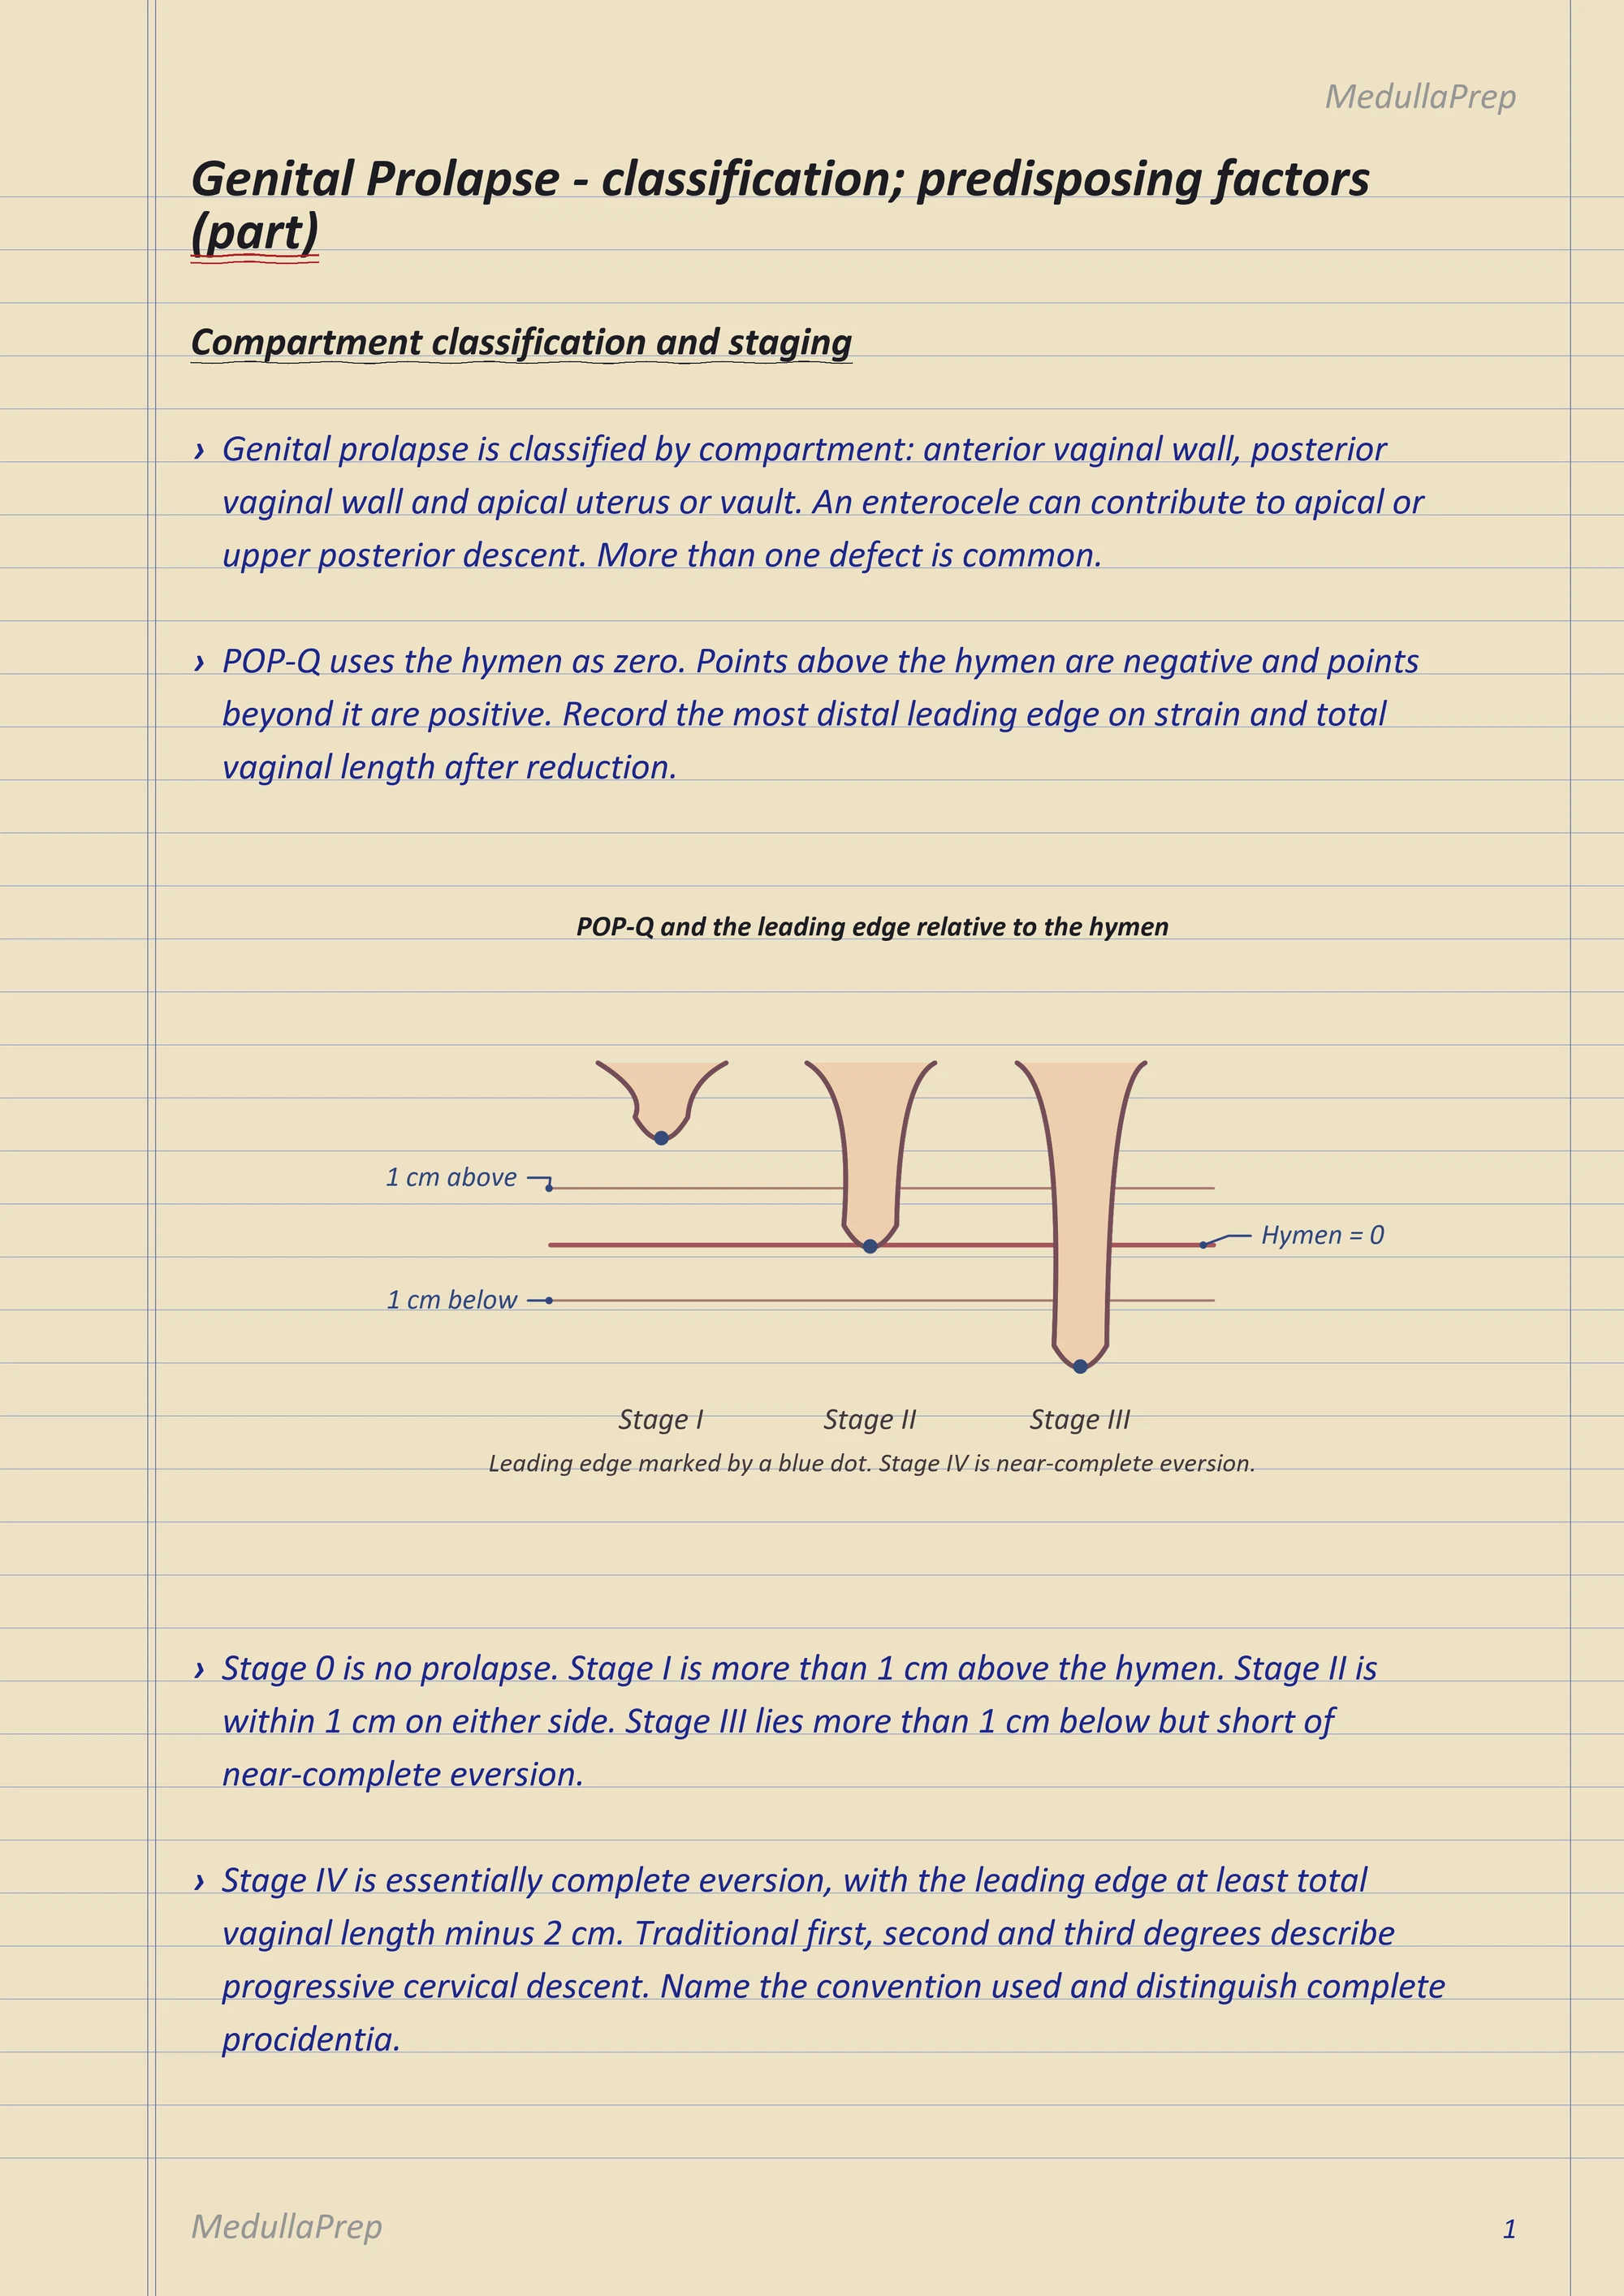 MedullaPrep
Genital Prolapse - classification; predisposing factors
(part)
Compartment classification and staging
› Genital prolapse is classified by compartment: anterior vaginal wall, posterior
vaginal wall and apical uterus or vault. An enterocele can contribute to apical or
upper posterior descent. More than one defect is common.
› POP-Q uses the hymen as zero. Points above the hymen are negative and points
beyond it are positive. Record the most distal leading edge on strain and total
vaginal length after reduction.
POP-Q and the leading edge relative to the hymen
1 cm above
Hymen = 0
1 cm below
Stage I Stage II Stage III
Leading edge marked by a blue dot. Stage IV is near-complete eversion.
› Stage 0 is no prolapse. Stage I is more than 1 cm above the hymen. Stage II is
within 1 cm on either side. Stage III lies more than 1 cm below but short of
near-complete eversion.
› Stage IV is essentially complete eversion, with the leading edge at least total
vaginal length minus 2 cm. Traditional first, second and third degrees describe
progressive cervical descent. Name the convention used and distinguish complete
procidentia.
MedullaPrep
1